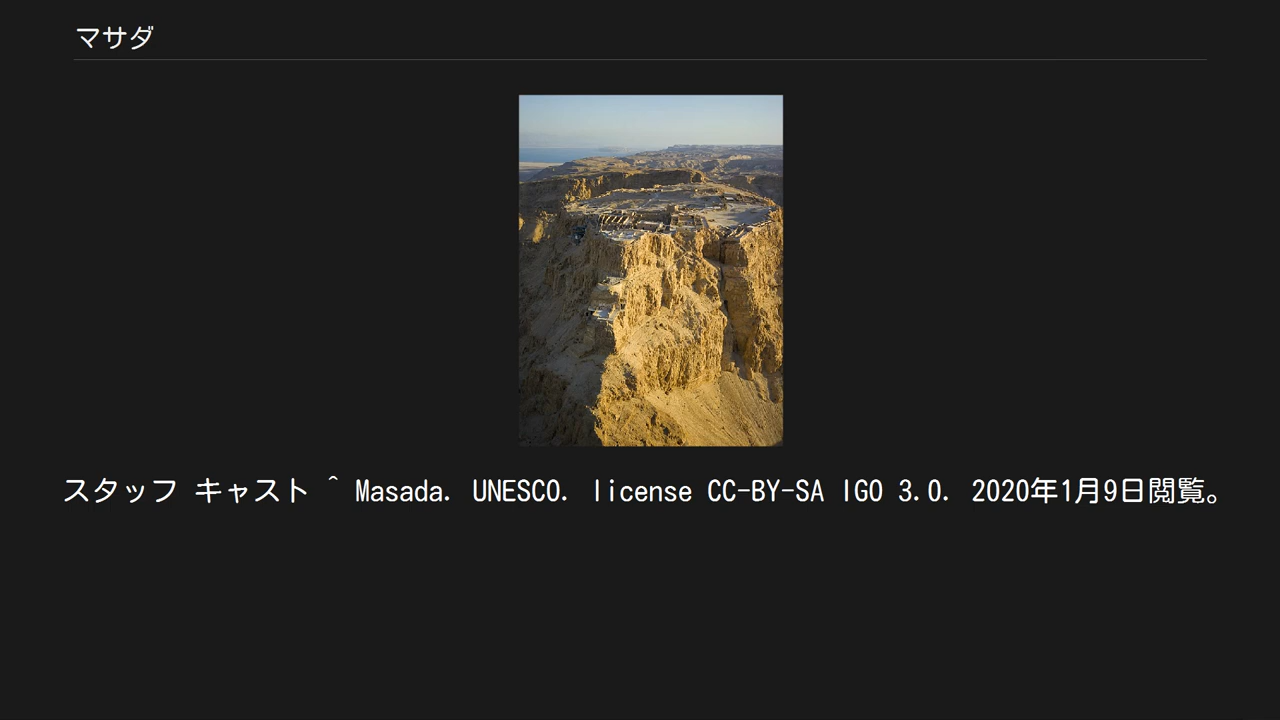 マサダ
スタッフ キャスト ^ Masada. UNESCO. license CC-BY-SA IGO 3.0. 2020年1月9日閲覧。